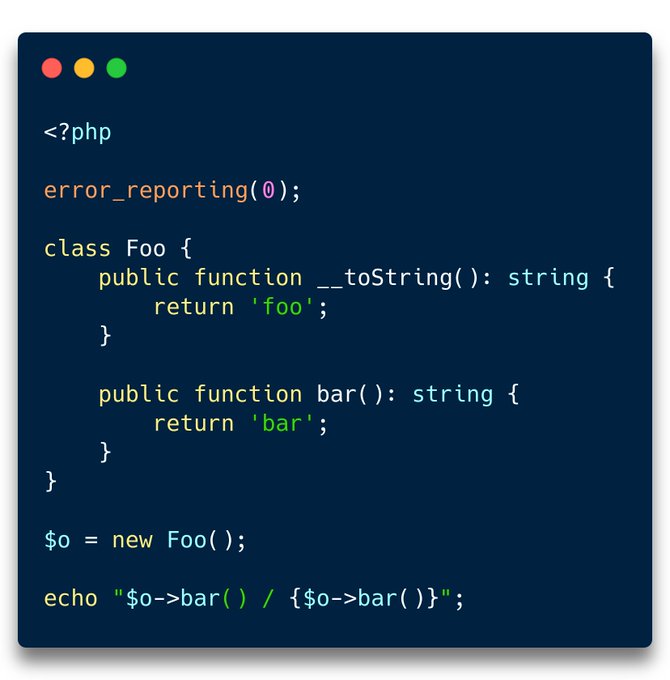 <?php
error_reporting(0);
class Foo {
    public function __toString(): string {
        return 'foo';
    }
    public function bar(): string {
        return 'bar';
    }
}
$o = new Foo();
echo "$o->bar() / {$o->bar()}";